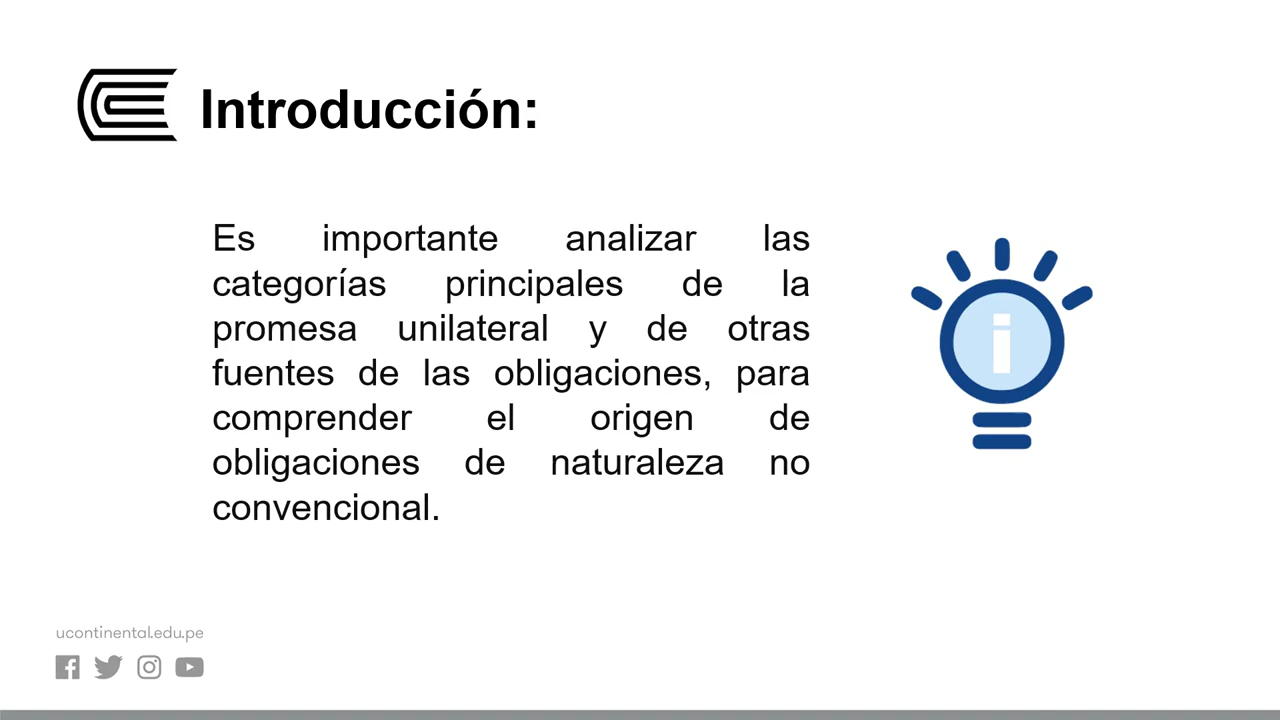 Introducción:
Es importante analizar las
categorías principales de la
promesa unilateral y de otras
fuentes de las obligaciones, para
comprender el origen de
obligaciones de naturaleza no
convencional.
i
ucontinental.edu.pe